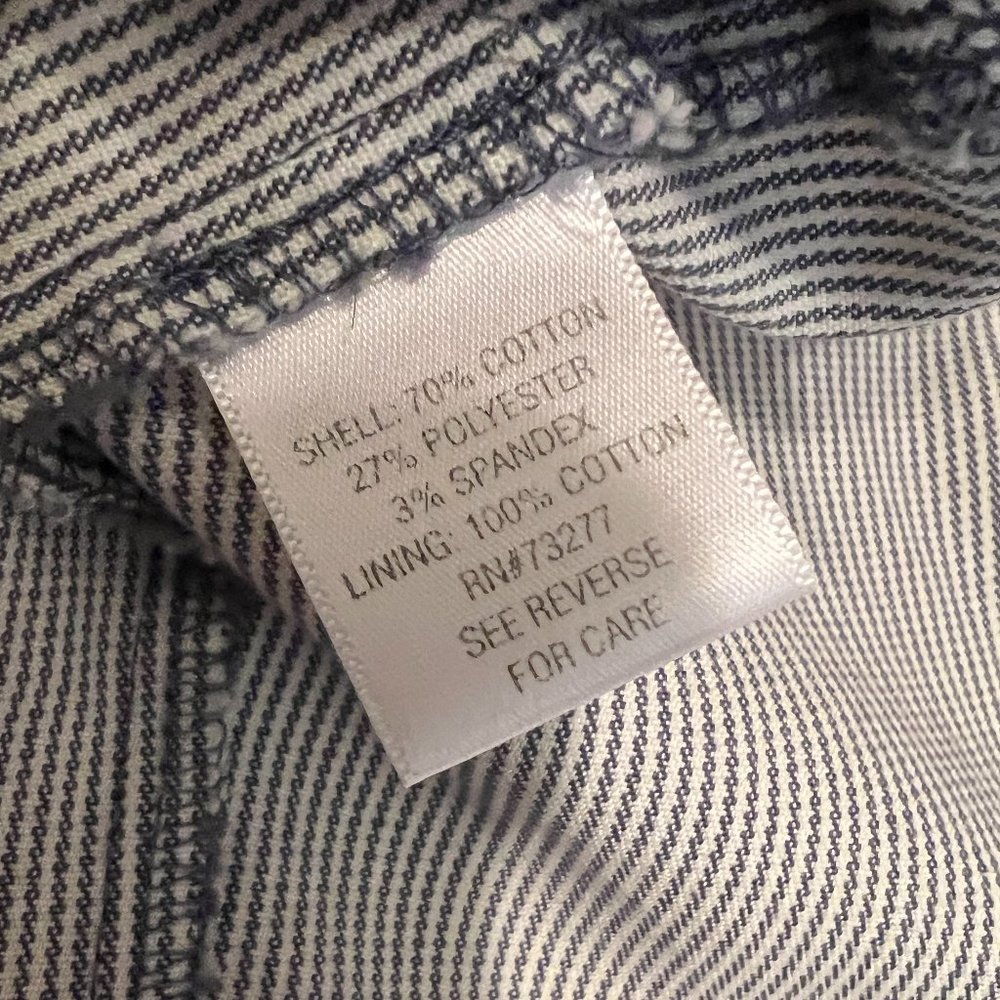 SHELL: 70% COTTON
27% POLYESTER
3% SPANDEX
LINING: 100% COTTON
RN#73277
SEE REVERSE
FOR CARE